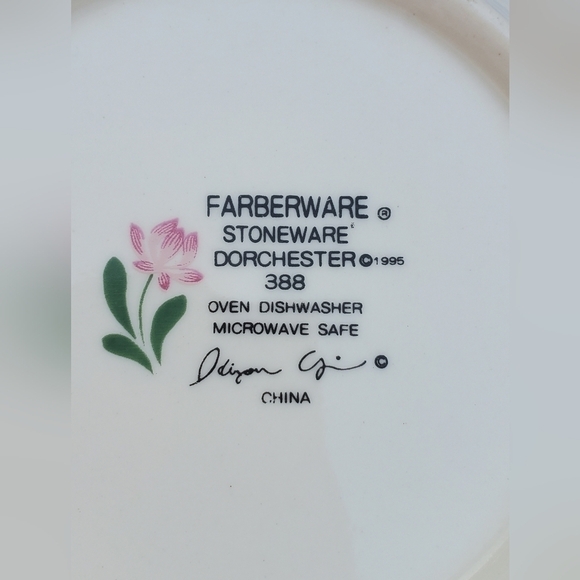 FARBERWARE ®
STONEWARE
DORCHESTER © 1995
388
OVEN DISHWASHER
MICROWAVE SAFE
©
CHINA